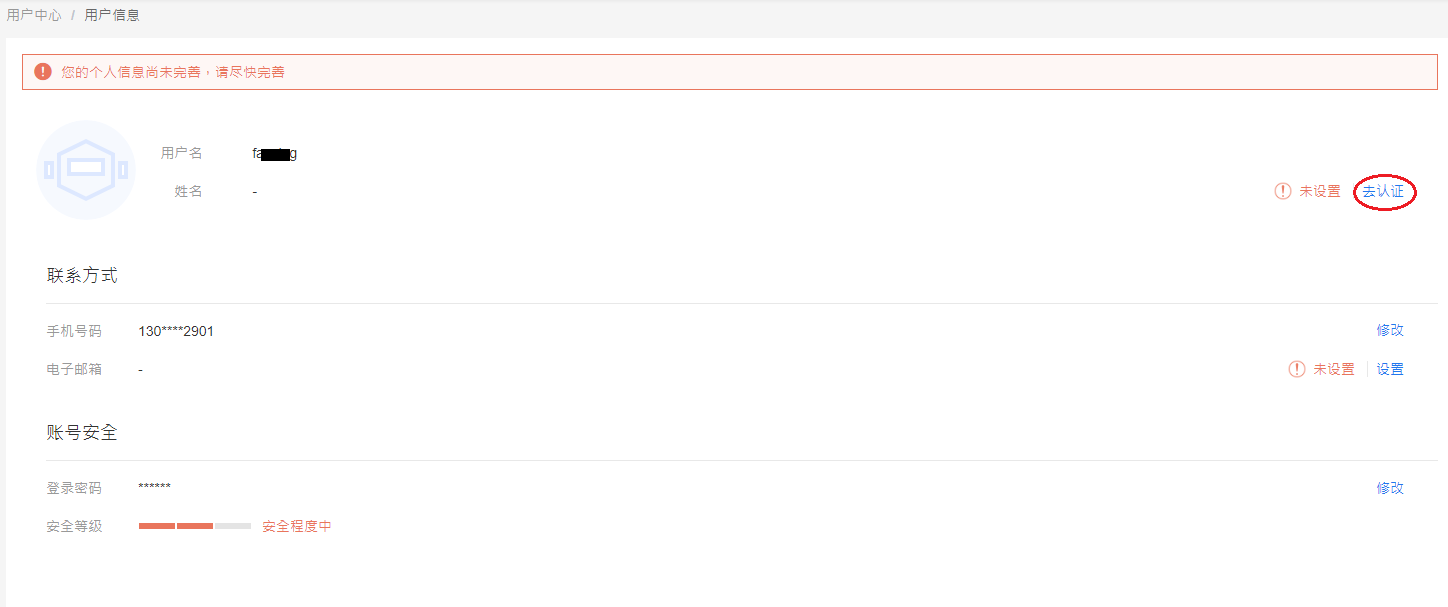 用户中心 / 用户信息
您的个人信息尚未完善，请尽快完善
用户名
姓名 - 未设置 去认证
联系方式
手机号码 130****2901 修改
电子邮箱 - 未设置 设置
账号安全
登录密码 ****** 修改
安全等级 安全程度中